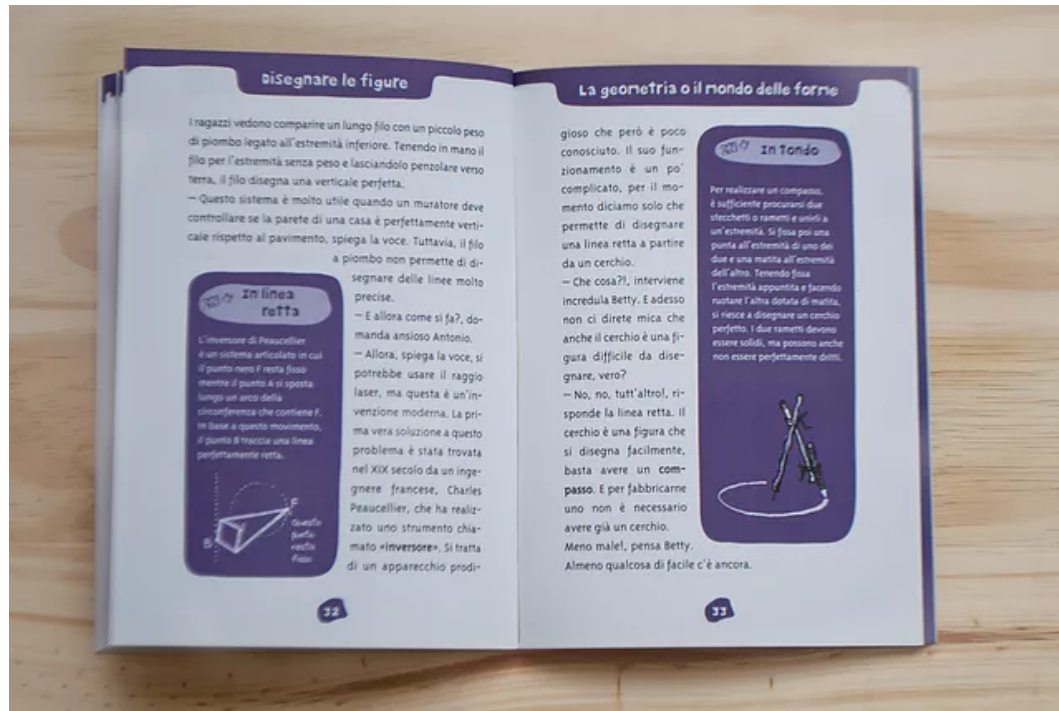 Disegnare le figure
I ragazzi vedono comparire un lungo filo con un piccolo peso
di piombo legato all'estremità inferiore. Tenendo in mano il
filo per l'estremità senza peso e lasciandolo penzolare verso
terra, il filo disegna una verticale perfetta.
– Questo sistema è molto utile quando un muratore deve
controllare se la parete di una casa è perfettamente verti-
cale rispetto al pavimento, spiega la voce. Tuttavia, il filo
a piombo non permette di di-
segnare delle linee molto
precise.
– E allora come si fa?, do-
manda ansioso Antonio.
– Allora, spiega la voce, si
potrebbe usare il raggio
laser, ma questa è un'in-
venzione moderna. La pri-
ma vera soluzione a questo
problema è stata trovata
nel XIX secolo da un inge-
gnere francese, Charles
Peaucellier, che ha realiz-
zato uno strumento chia-
mato «inversore». Si tratta
di un apparecchio prodi-
In linea
retta
L'inversore di Peaucellier
è un sistema articolato in cui
il punto nero F resta fisso
mentre il punto A si sposta
lungo un arco della
circonferenza che contiene F.
In base a questo movimento,
il punto B traccia una linea
perfettamente retta.
F
B
Questo
punto
resta
fisso
32
La geometria o il mondo delle forme
gioso che però è poco
conosciuto. Il suo fun-
zionamento è un po'
complicato, per il mo-
mento diciamo solo che
permette di disegnare
una linea retta a partire
da un cerchio.
– Che cosa?!, interviene
incredula Betty. E adesso
non ci direte mica che
anche il cerchio è una fi-
gura difficile da dise-
gnare, vero?
– No, no, tutt'altro!, ri-
sponde la linea retta. Il
cerchio è una figura che
si disegna facilmente,
basta avere un com-
passo. E per fabbricarne
uno non è necessario
avere già un cerchio.
Meno male!, pensa Betty.
Almeno qualcosa di facile c'è ancora.
In tondo
Per realizzare un compasso,
è sufficiente procurarsi due
stecchetti o rametti e unirli a
un'estremità. Si fissa poi una
punta all'estremità di uno dei
due e una matita all'estremità
dell'altro. Tenendo fissa
l'estremità appuntita e facendo
ruotare l'altra dotata di matita,
si riesce a disegnare un cerchio
perfetto. I due rametti devono
essere solidi, ma possono anche
non essere perfettamente dritti.
33